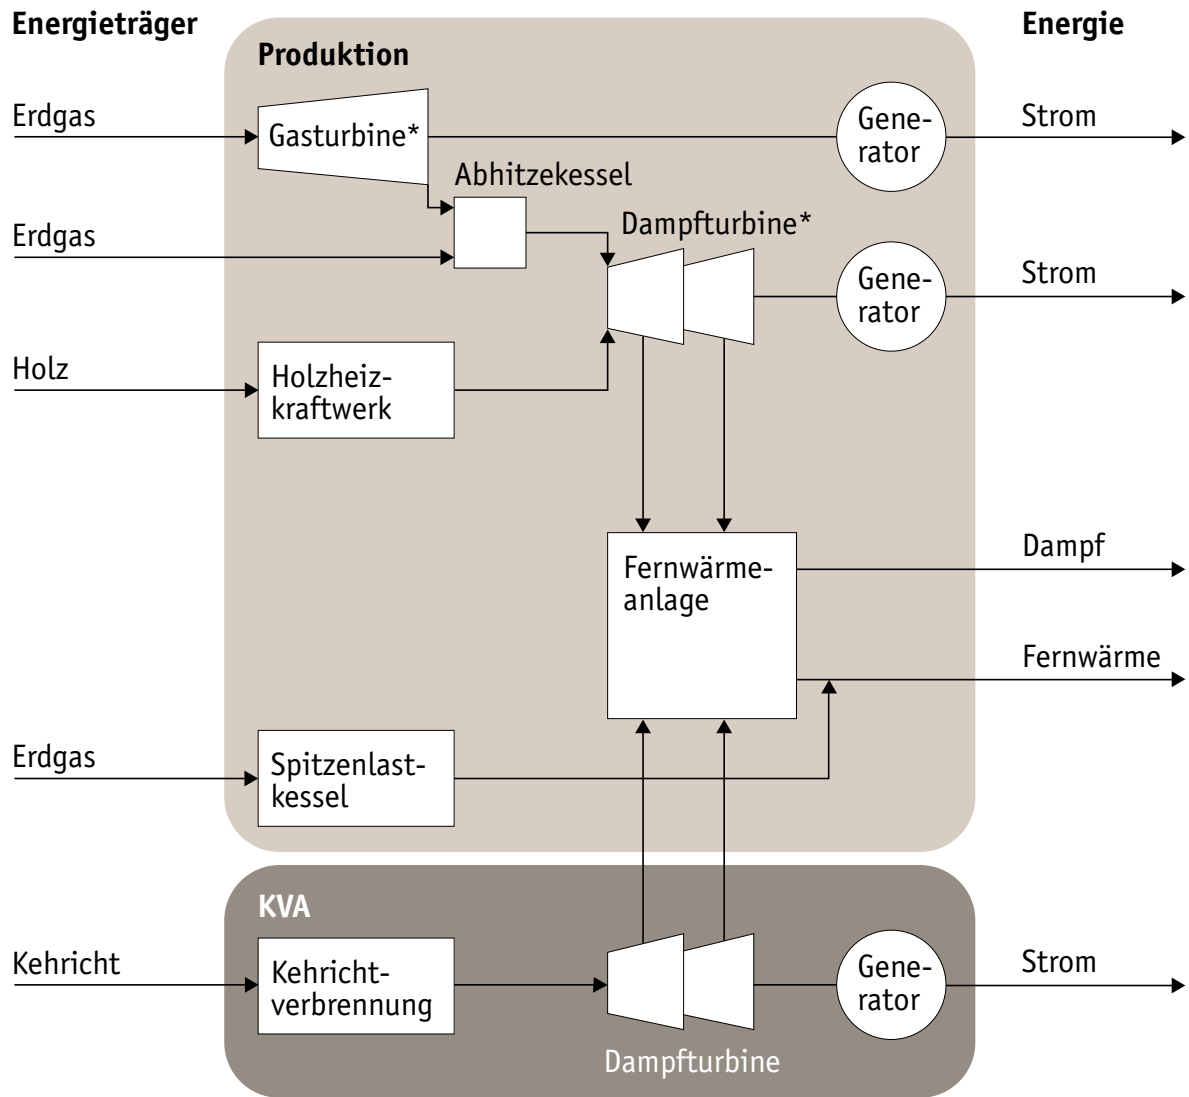 Energieträger
Energie
Produktion
Erdgas
Gasturbine*
Gene-
rator
Strom
Abhitzekessel
Erdgas
Dampfturbine*
Gene-
rator
Strom
Holz
Holzheiz-
kraftwerk
Dampf
Fernwärme-
anlage
Fernwärme
Erdgas
Spitzenlast-
kessel
KVA
Kehricht
Kehricht-
verbrennung
Gene-
rator
Strom
Dampfturbine